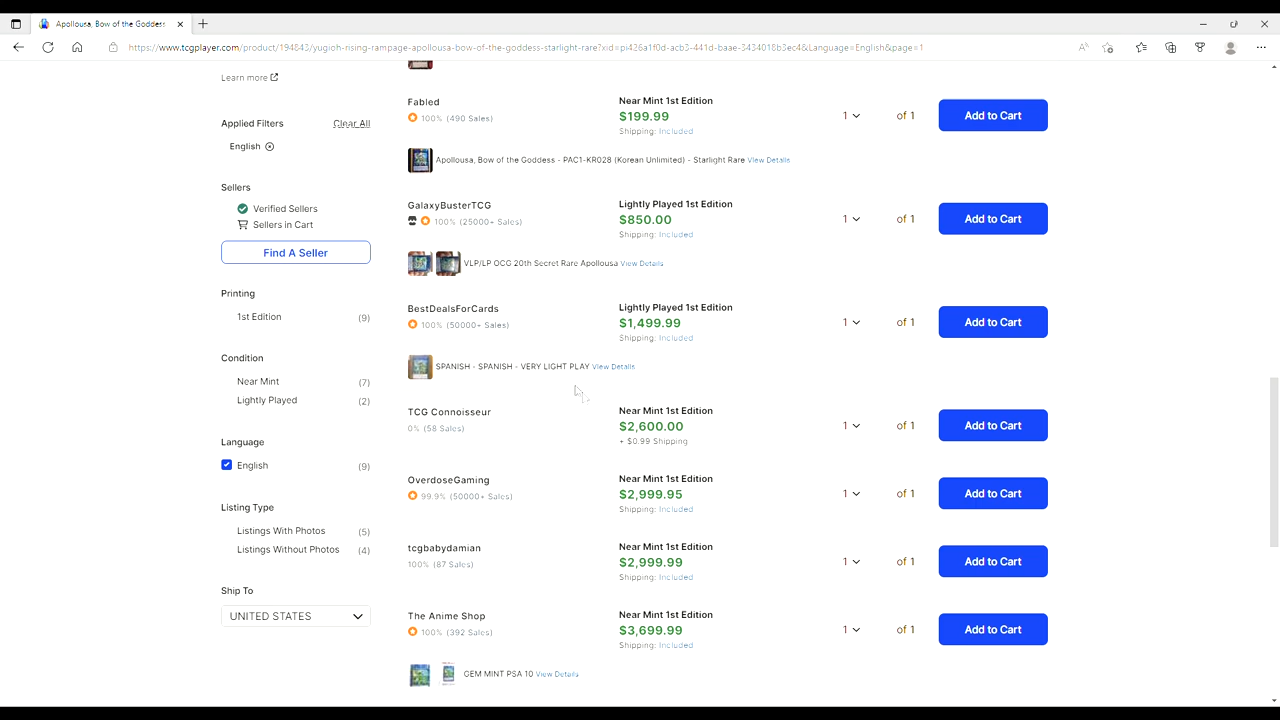 Apollousa, Bow of the Goddess
https://www.tcgplayer.com/product/194843/yugioh-rising-rampage-apollousa-bow-of-the-goddess-starlight-rare?xid=pi436a1f0d-acb3-441d-baae-3434018b3ec4&Language=English&page=1
Learn more
Applied Filters Clear All
English
Sellers
Verified Sellers
Sellers in Cart
Find A Seller
Printing
1st Edition (9)
Condition
Near Mint (7)
Lightly Played (2)
Language
English (9)
Listing Type
Listings With Photos (5)
Listings Without Photos (4)
Ship To
UNITED STATES
Fabled
100% (490 Sales)
Near Mint 1st Edition
$199.99
Shipping: Included
1 of 1 Add to Cart
Apollousa, Bow of the Goddess - PAC1-KR028 (Korean Unlimited) - Starlight Rare View Details
GalaxyBusterTCG
100% (25000+ Sales)
Lightly Played 1st Edition
$850.00
Shipping: Included
1 of 1 Add to Cart
VLP/LP OCG 20th Secret Rare Apollousa View Details
BestDealsForCards
100% (50000+ Sales)
Lightly Played 1st Edition
$1,499.99
Shipping: Included
1 of 1 Add to Cart
SPANISH - SPANISH - VERY LIGHT PLAY View Details
TCG Connoisseur
0% (58 Sales)
Near Mint 1st Edition
$2,600.00
+ $0.99 Shipping
1 of 1 Add to Cart
OverdoseGaming
99.9% (50000+ Sales)
Near Mint 1st Edition
$2,999.95
Shipping: Included
1 of 1 Add to Cart
tcgbabydamian
100% (87 Sales)
Near Mint 1st Edition
$2,999.99
Shipping: Included
1 of 1 Add to Cart
The Anime Shop
100% (392 Sales)
Near Mint 1st Edition
$3,699.99
Shipping: Included
1 of 1 Add to Cart
GEM MINT PSA 10 View Details